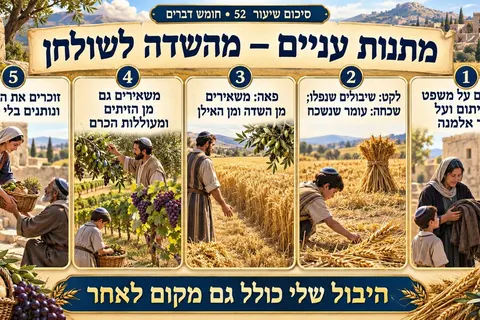 סיכום שיעור 52 • חומש דברים
מתנות עניים – מהשדה לשולחן
1
ם על משפט
יתום ועל
ר אלמנה
2
לקט: שיבולים שנפלו;
שכחה: עומר שנשכח
3
פאה: משאירים
מן השדה ומן האילן
4
משאירים גם
מן הזיתים
ומעוללות הכרם
5
זוכרים את ה
ונותנים בלי
היבול שלי כולל גם מקום לאחר